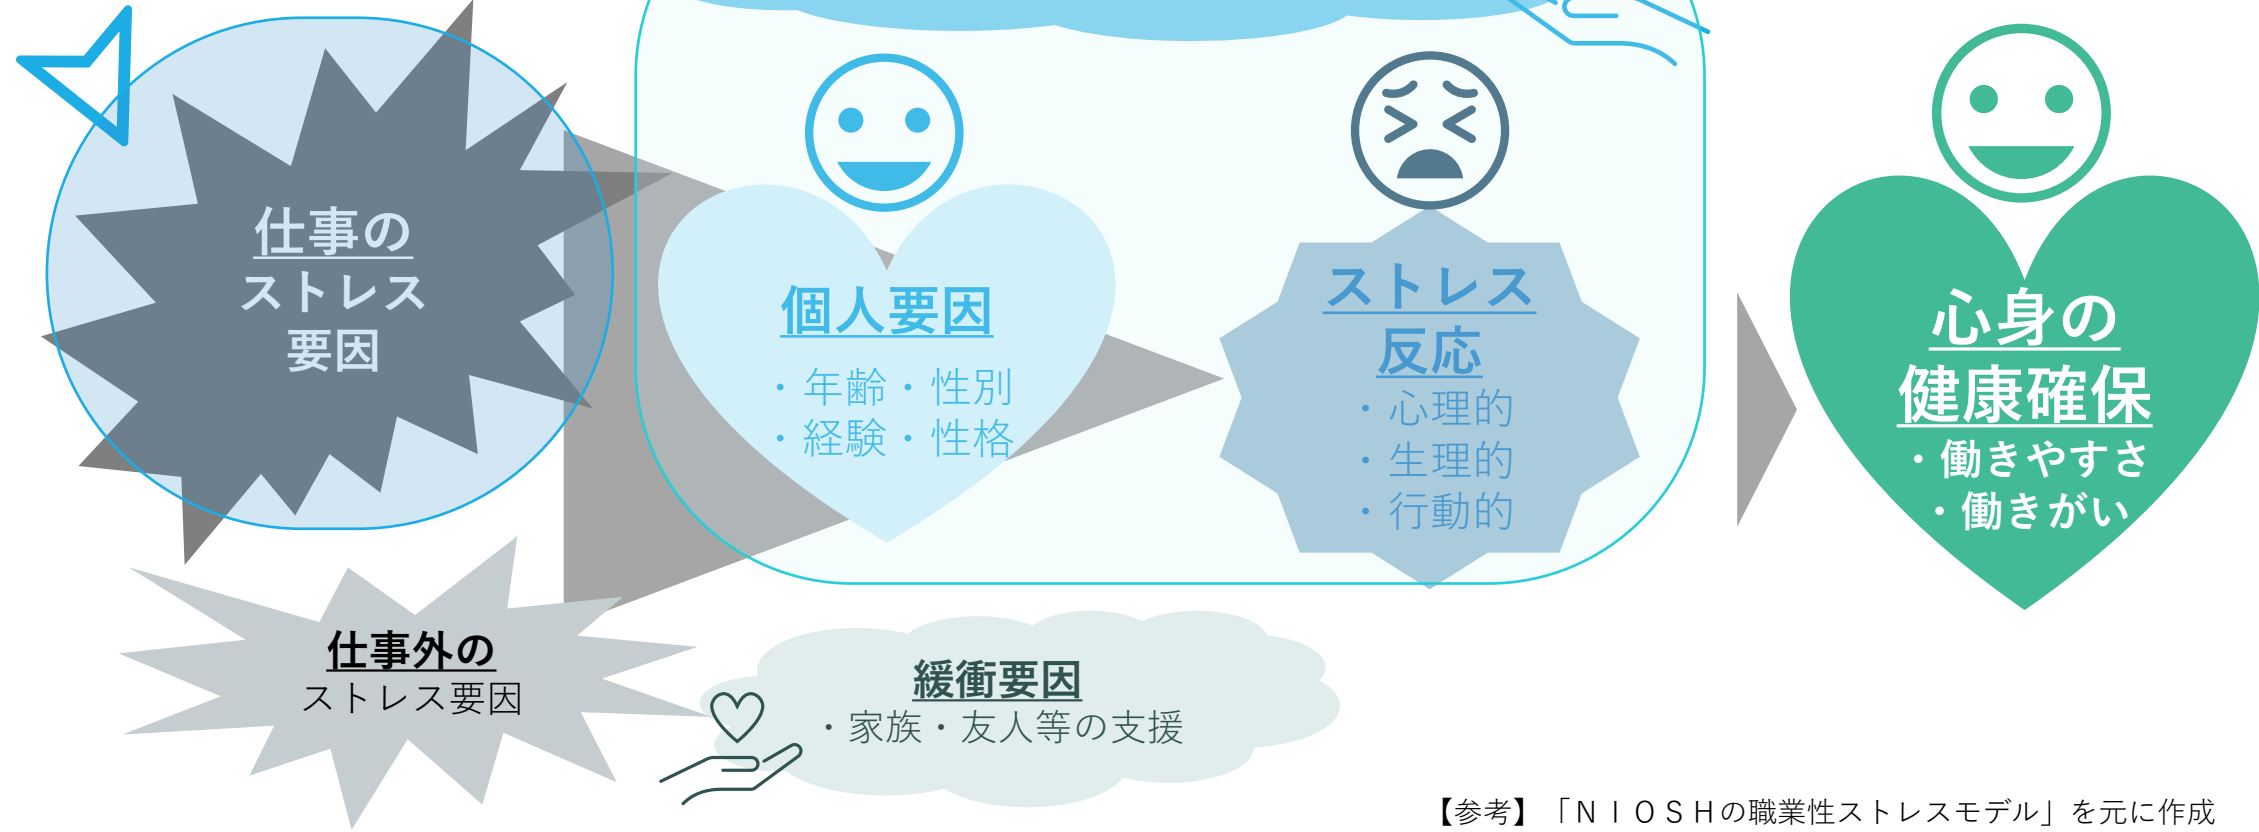 仕事の
ストレス
要因
個人要因
・年齢・性別
・経験・性格
ストレス
反応
・心理的
・生理的
・行動的
心身の
健康確保
・働きやすさ
・働きがい
仕事外の
ストレス要因
緩衝要因
・家族・友人等の支援
【参考】「ＮＩＯＳＨの職業性ストレスモデル」を元に作成